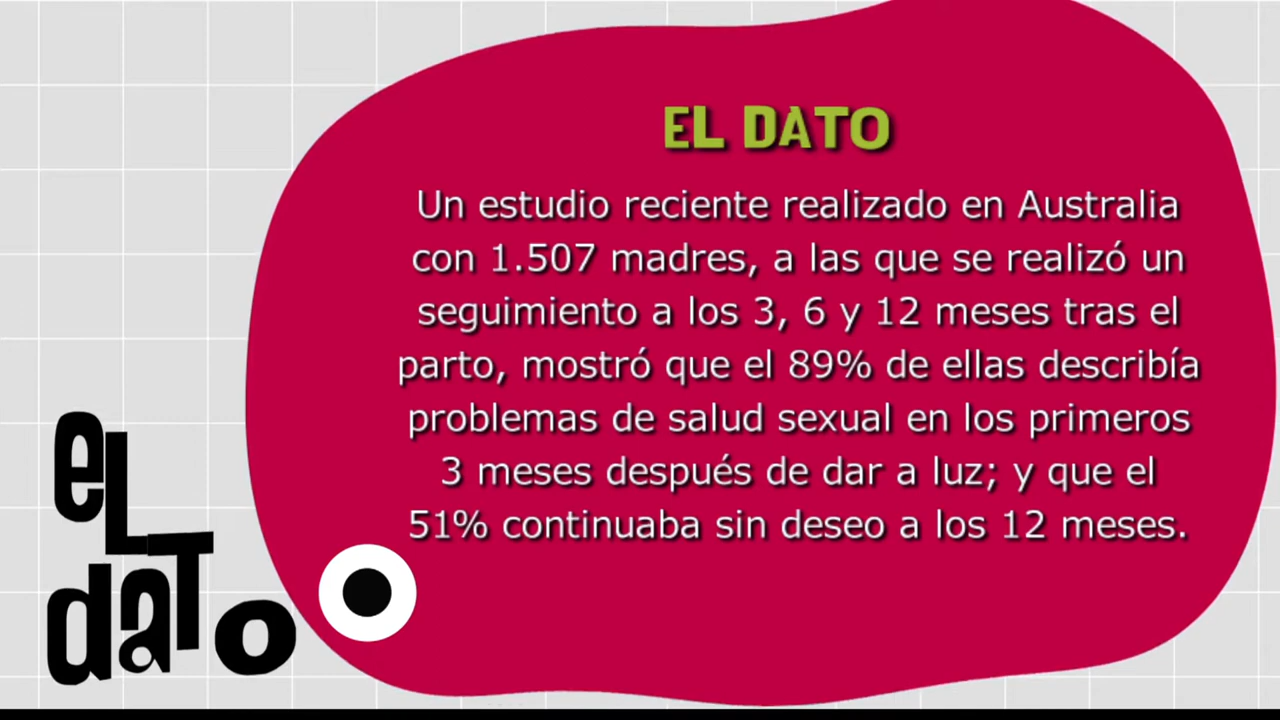 EL DATO
Un estudio reciente realizado en Australia
con 1.507 madres, a las que se realizó un
seguimiento a los 3, 6 y 12 meses tras el
parto, mostró que el 89% de ellas describía
problemas de salud sexual en los primeros
3 meses después de dar a luz; y que el
51% continuaba sin deseo a los 12 meses.
eL
daTo